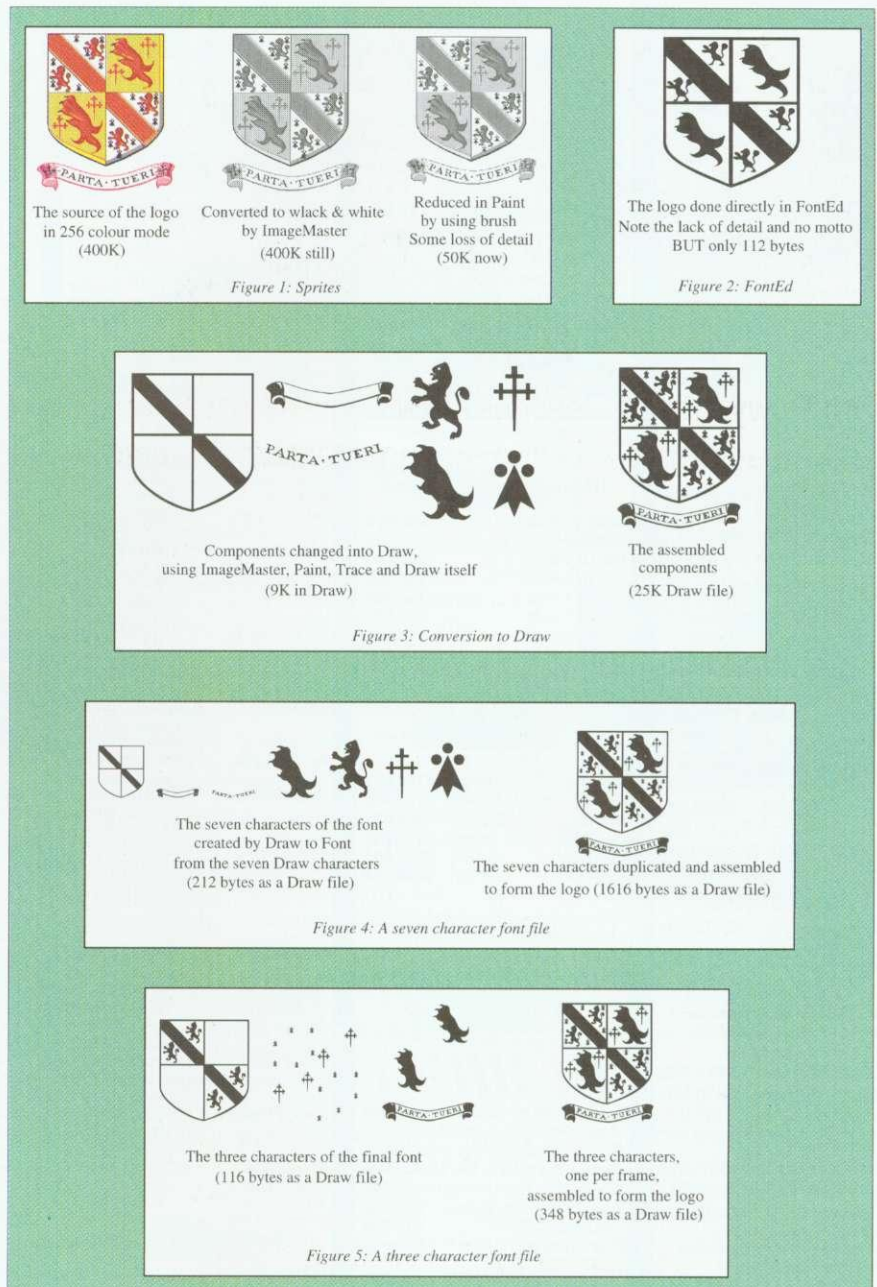 PARTA·TUERI
The source of the logo
in 256 colour mode
(400K)
PARTA·TUERI
Converted to wlack & white
by ImageMaster
(400K still)
PARTA·TUERI
Reduced in Paint
by using brush
Some loss of detail
(50K now)
Figure 1: Sprites
The logo done directly in FontEd
Note the lack of detail and no motto
BUT only 112 bytes
Figure 2: FontEd
PARTA·TUERI
Components changed into Draw,
using ImageMaster, Paint, Trace and Draw itself
(9K in Draw)
PARTA·TUERI
The assembled
components
(25K Draw file)
Figure 3: Conversion to Draw
PARTA·TUERI
The seven characters of the font
created by Draw to Font
from the seven Draw characters
(212 bytes as a Draw file)
PARTA·TUERI
The seven characters duplicated and assembled
to form the logo (1616 bytes as a Draw file)
Figure 4: A seven character font file
PARTA·TUERI
The three characters of the final font
(116 bytes as a Draw file)
PARTA·TUERI
The three characters,
one per frame,
assembled to form the logo
(348 bytes as a Draw file)
Figure 5: A three character font file